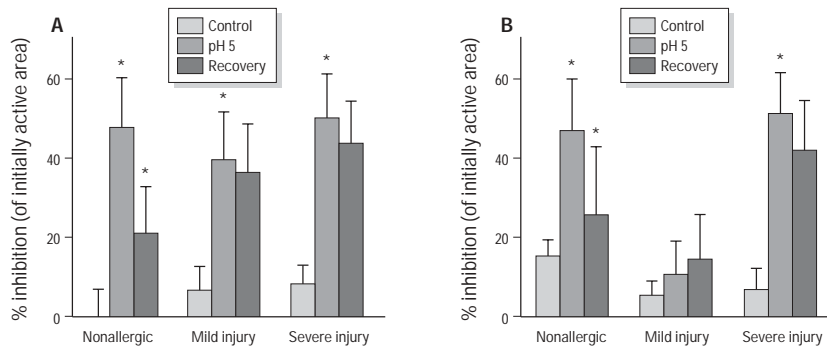 A
Control
pH 5
Recovery
% inhibition (of initially active area)
60
40
20
0
*
*
*
*
Nonallergic
Mild injury
Severe injury
B
Control
pH 5
Recovery
% inhibition (of initially active area)
60
40
20
0
*
*
*
Nonallergic
Mild injury
Severe injury